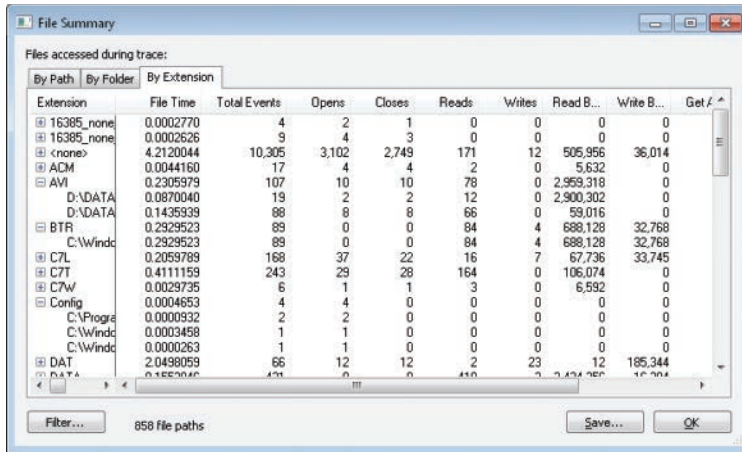 File Summary
Files accessed during trace:
By Path By Folder By Extension
Extension File Time Total Events Opens Closes Reads Writes Read B... Write B... Get A
16385_none 0.0002770 4 2 1 0 0 0 0
16385_none 0.0002626 9 4 3 0 0 0 0
<none> 4.2120044 10,305 3,102 2,749 171 12 505,956 36,014
ACM 0.0044160 17 4 4 2 0 5,632 0
AVI 0.2305979 107 10 10 78 0 2,959,318 0
D:\DATA 0.0870040 19 2 2 12 0 2,900,302 0
D:\DATA 0.1435939 88 8 8 66 0 59,016 0
BTR 0.2929523 89 0 0 84 4 688,128 32,768
C:\Windo 0.2929523 89 0 0 84 4 688,128 32,768
C7L 0.2059789 168 37 22 16 17 67,736 33,745
C7T 0.4111159 243 29 28 164 0 106,074 0
C7W 0.0029735 6 1 1 3 0 6,592 0
Config 0.0004653 4 4 0 0 0 0 0
C:\Progra 0.0000932 2 2 0 0 0 0 0
C:\Windo 0.0003458 1 1 0 0 0 0 0
C:\Windo 0.0000263 1 1 0 0 0 0 0
DAT 2.0498059 66 12 12 2 23 12 185,344
Filter... 858 file paths Save... OK